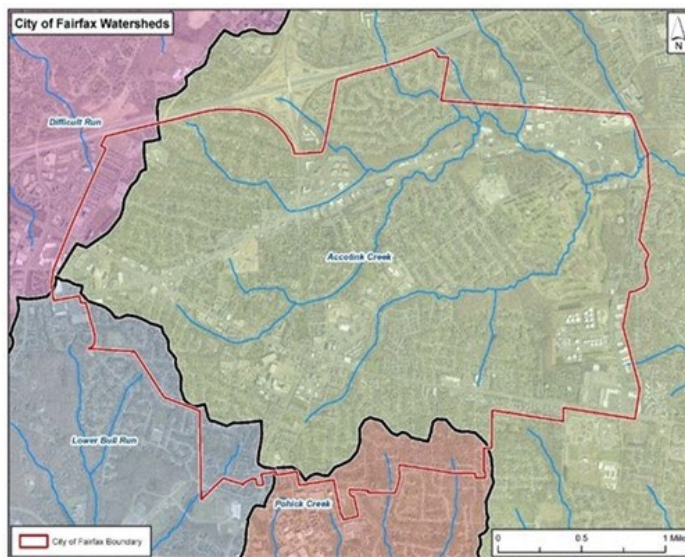 City of Fairfax Watersheds
N
Difficult Run
Accotink Creek
Lower Bull Run
Pohick Creek
City of Fairfax Boundary
0 0.5 1 Mile